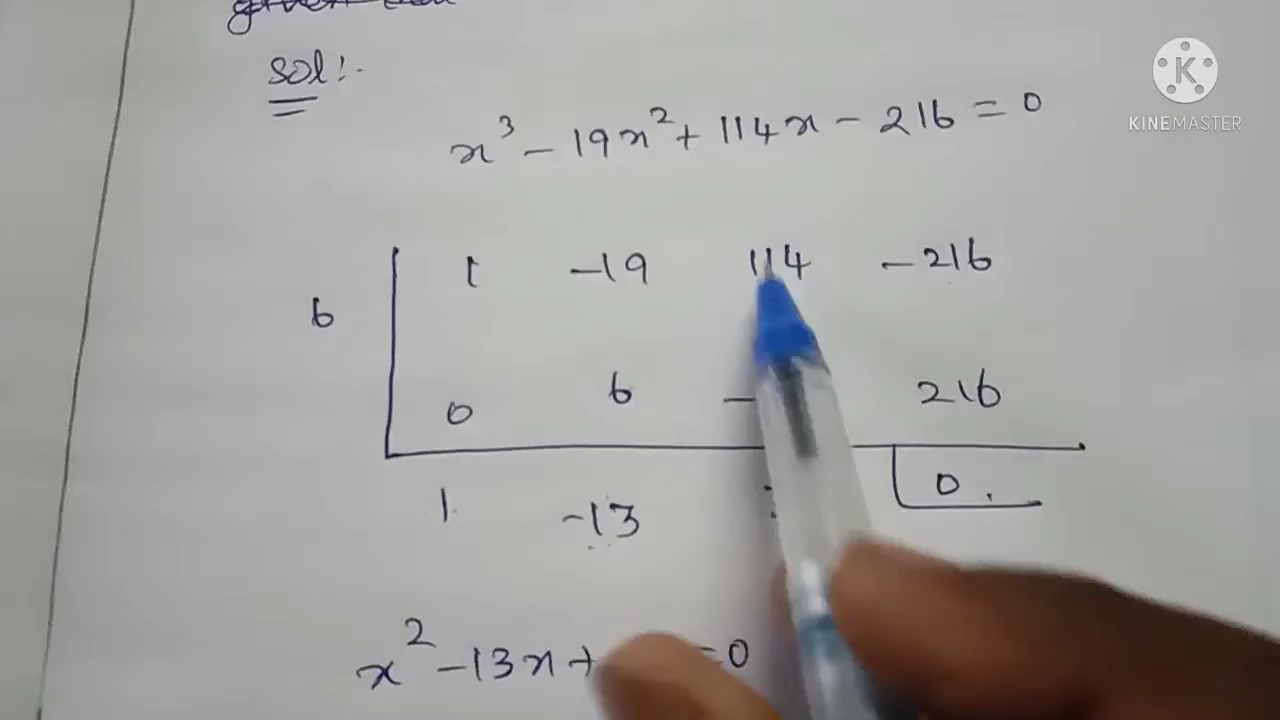 sol:-
K
KINEMASTER
x³ - 19x² + 114x - 216 = 0
1 -19 114 -216
6
0 6 - 216
1 -13 0.
x² - 13x + = 0